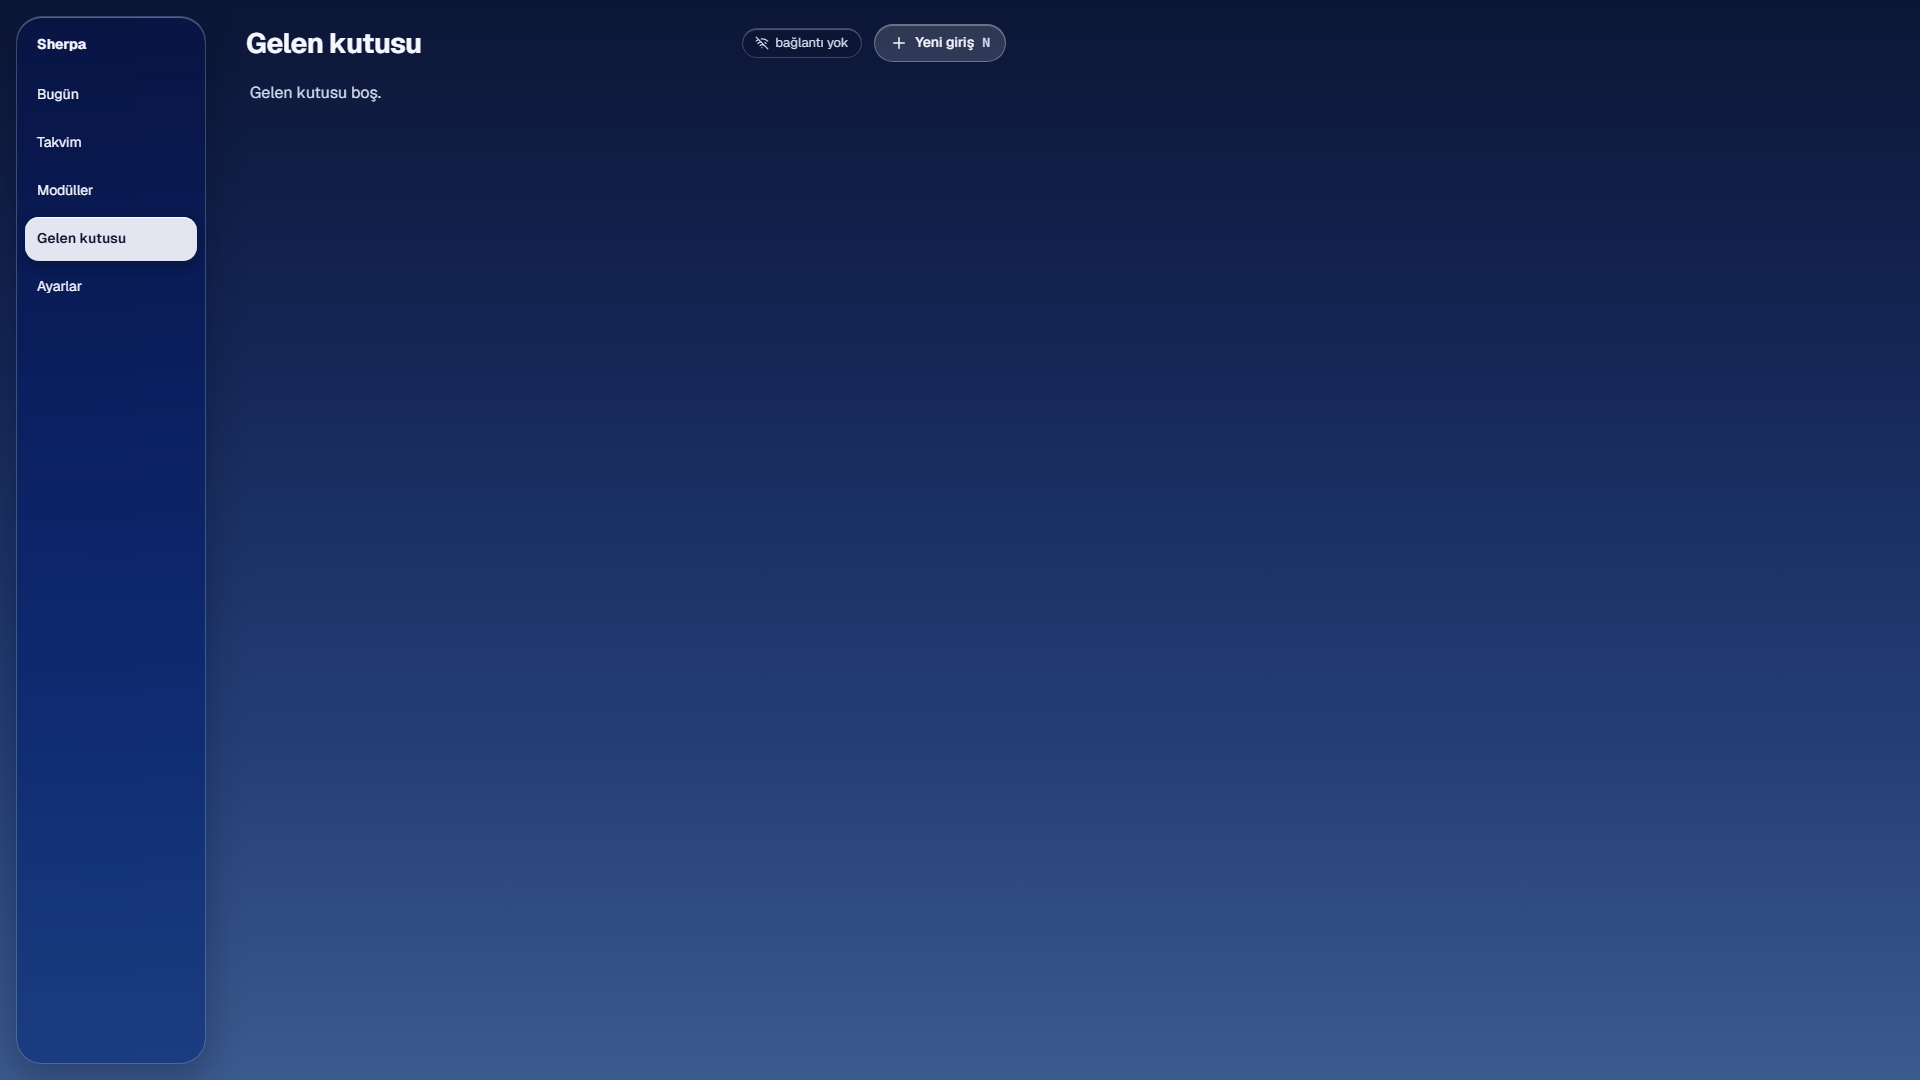 Sherpa
Bugün
Takvim
Modüller
Gelen kutusu
Ayarlar
Gelen kutusu
bağlantı yok
Yeni giriş N
Gelen kutusu boş.